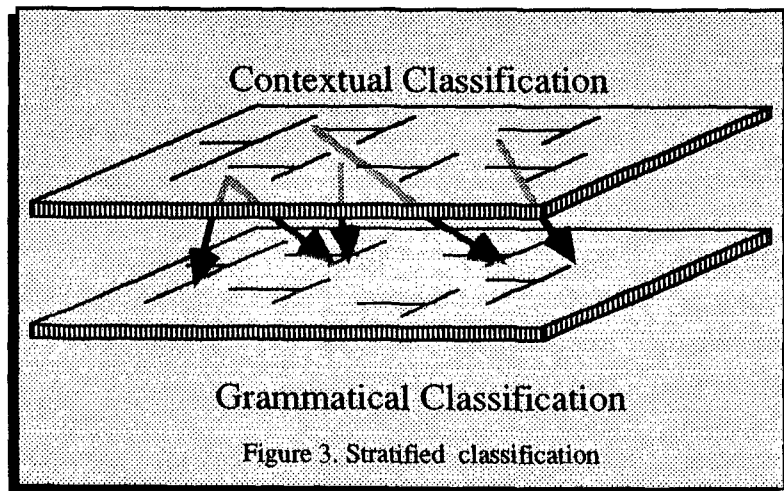 Contextual Classification
Grammatical Classification
Figure 3. Stratified classification